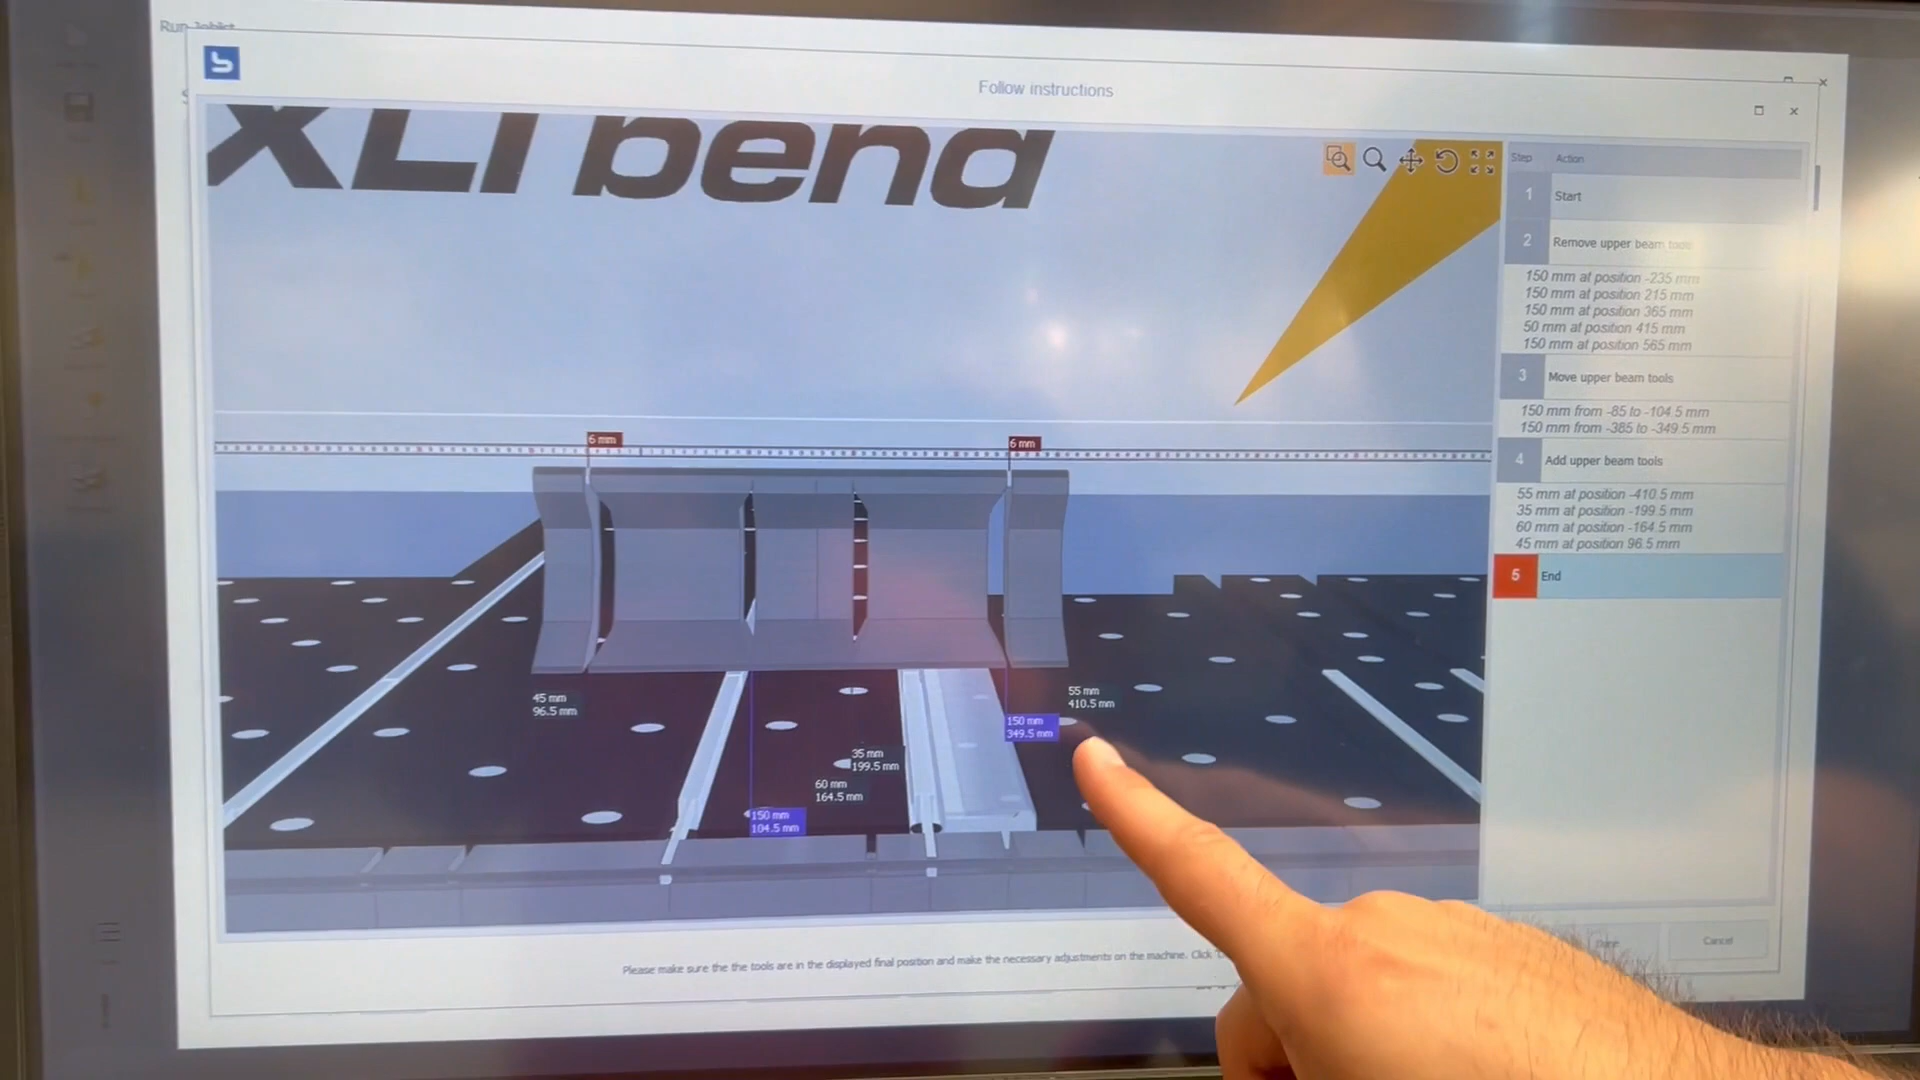 Run Joblist
Follow instructions
XLTbend
Step Action
1 Start
2 Remove upper beam tools
150 mm at position -235 mm
150 mm at position 215 mm
150 mm at position 365 mm
50 mm at position 415 mm
150 mm at position 565 mm
3 Move upper beam tools
150 mm from -85 to -104.5 mm
150 mm from -385 to -349.5 mm
4 Add upper beam tools
55 mm at position -410.5 mm
35 mm at position -199.5 mm
60 mm at position -164.5 mm
45 mm at position 96.5 mm
5 End
6 mm
6 mm
45 mm
96.5 mm
55 mm
410.5 mm
150 mm
349.5 mm
35 mm
199.5 mm
60 mm
164.5 mm
150 mm
104.5 mm
Please make sure the the tools are in the displayed final position and make the necessary adjustments on the machine. Click
Done
Cancel